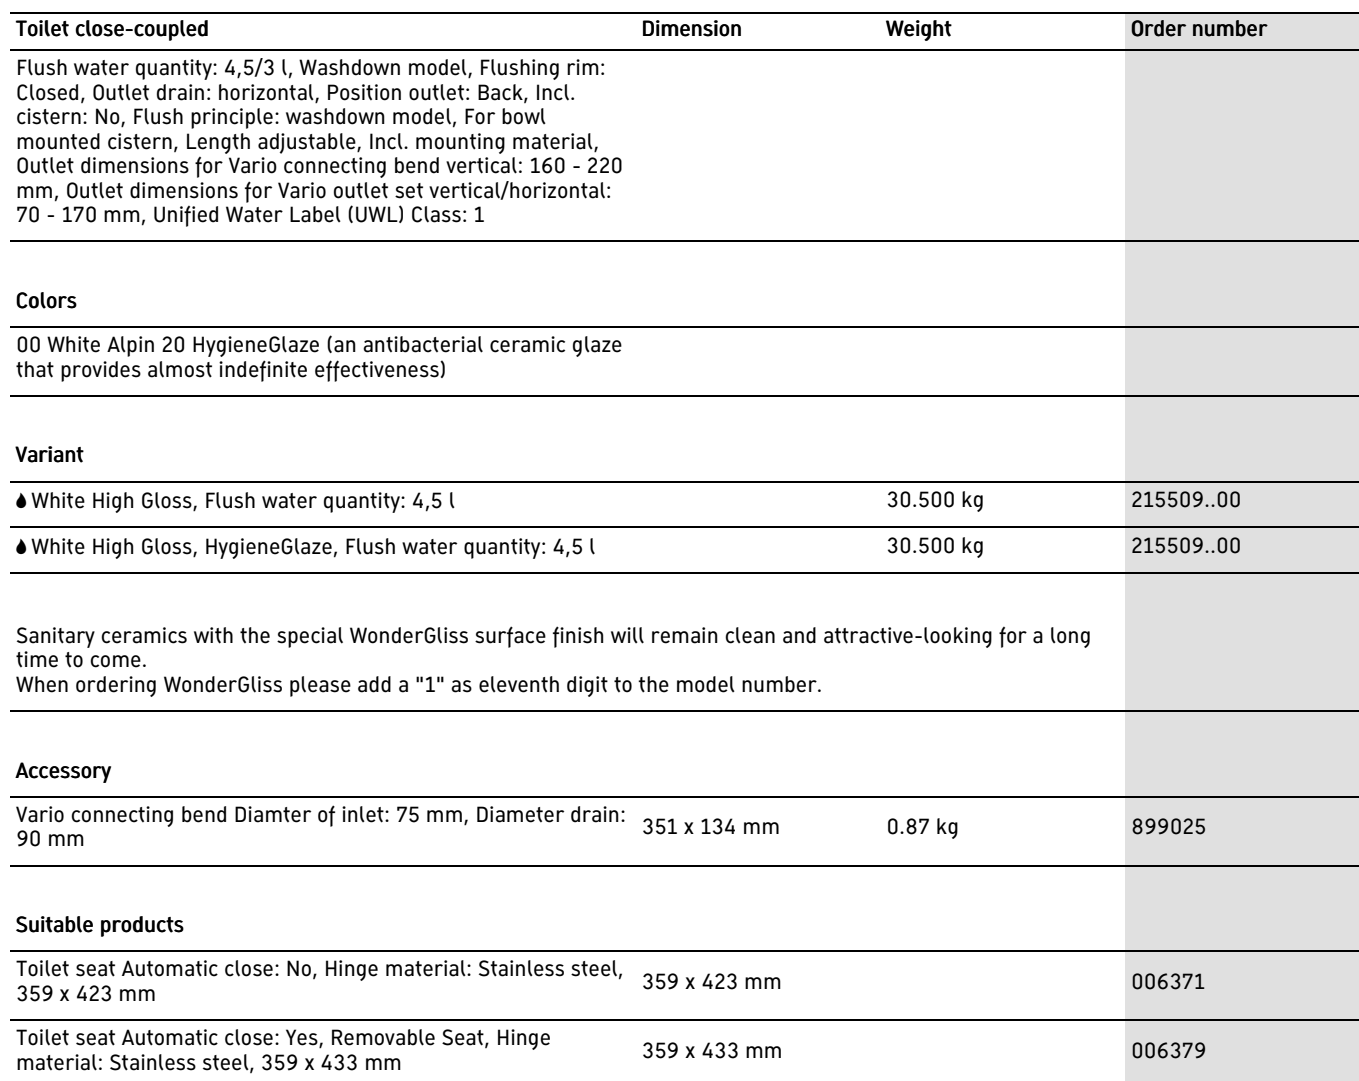 Toilet close-coupled Dimension Weight Order number
Flush water quantity: 4,5/3 l, Washdown model, Flushing rim:
Closed, Outlet drain: horizontal, Position outlet: Back, Incl.
cistern: No, Flush principle: washdown model, For bowl
mounted cistern, Length adjustable, Incl. mounting material,
Outlet dimensions for Vario connecting bend vertical: 160 - 220
mm, Outlet dimensions for Vario outlet set vertical/horizontal:
70 - 170 mm, Unified Water Label (UWL) Class: 1
Colors
00 White Alpin 20 HygieneGlaze (an antibacterial ceramic glaze
that provides almost indefinite effectiveness)
Variant
White High Gloss, Flush water quantity: 4,5 l 30.500 kg 215509..00
White High Gloss, HygieneGlaze, Flush water quantity: 4,5 l 30.500 kg 215509..00
Sanitary ceramics with the special WonderGliss surface finish will remain clean and attractive-looking for a long
time to come.
When ordering WonderGliss please add a "1" as eleventh digit to the model number.
Accessory
Vario connecting bend Diamter of inlet: 75 mm, Diameter drain:
90 mm 351 x 134 mm 0.87 kg 899025
Suitable products
Toilet seat Automatic close: No, Hinge material: Stainless steel,
359 x 423 mm 359 x 423 mm 006371
Toilet seat Automatic close: Yes, Removable Seat, Hinge
material: Stainless steel, 359 x 433 mm 359 x 433 mm 006379